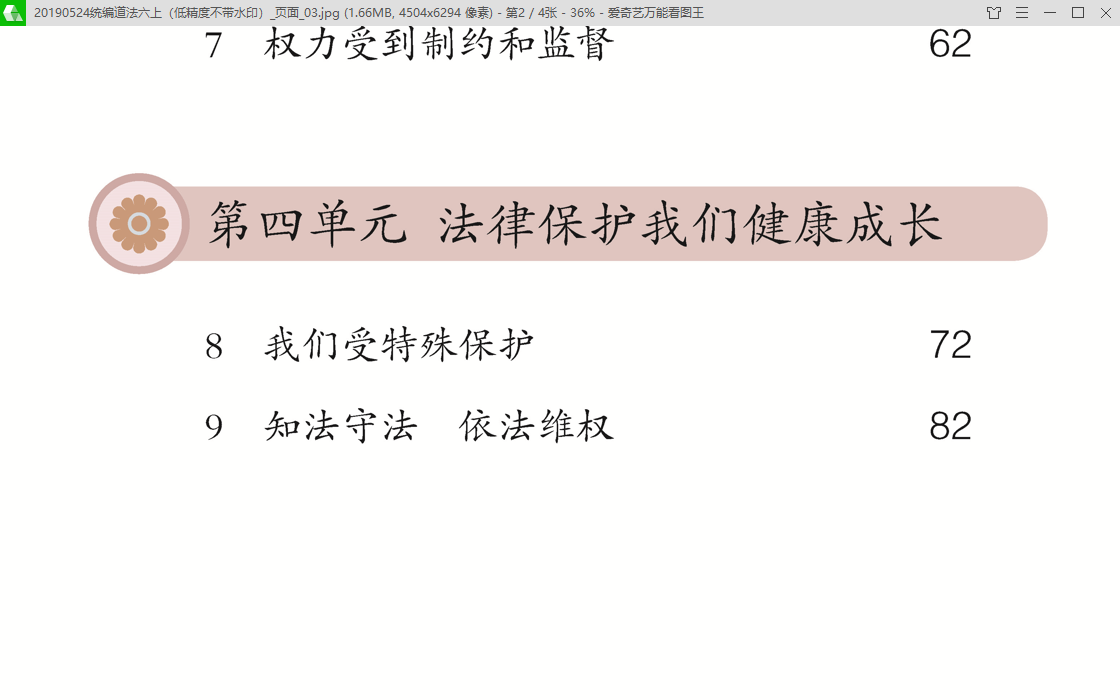 20190524统编道法六上（低精度不带水印）_页面_03.jpg (1.66MB, 4504x6294 像素) - 第2 / 4张 - 36% - 爱奇艺万能看图王
7 权力受到制约和监督 62
第四单元 法律保护我们健康成长
8 我们受特殊保护 72
9 知法守法 依法维权 82